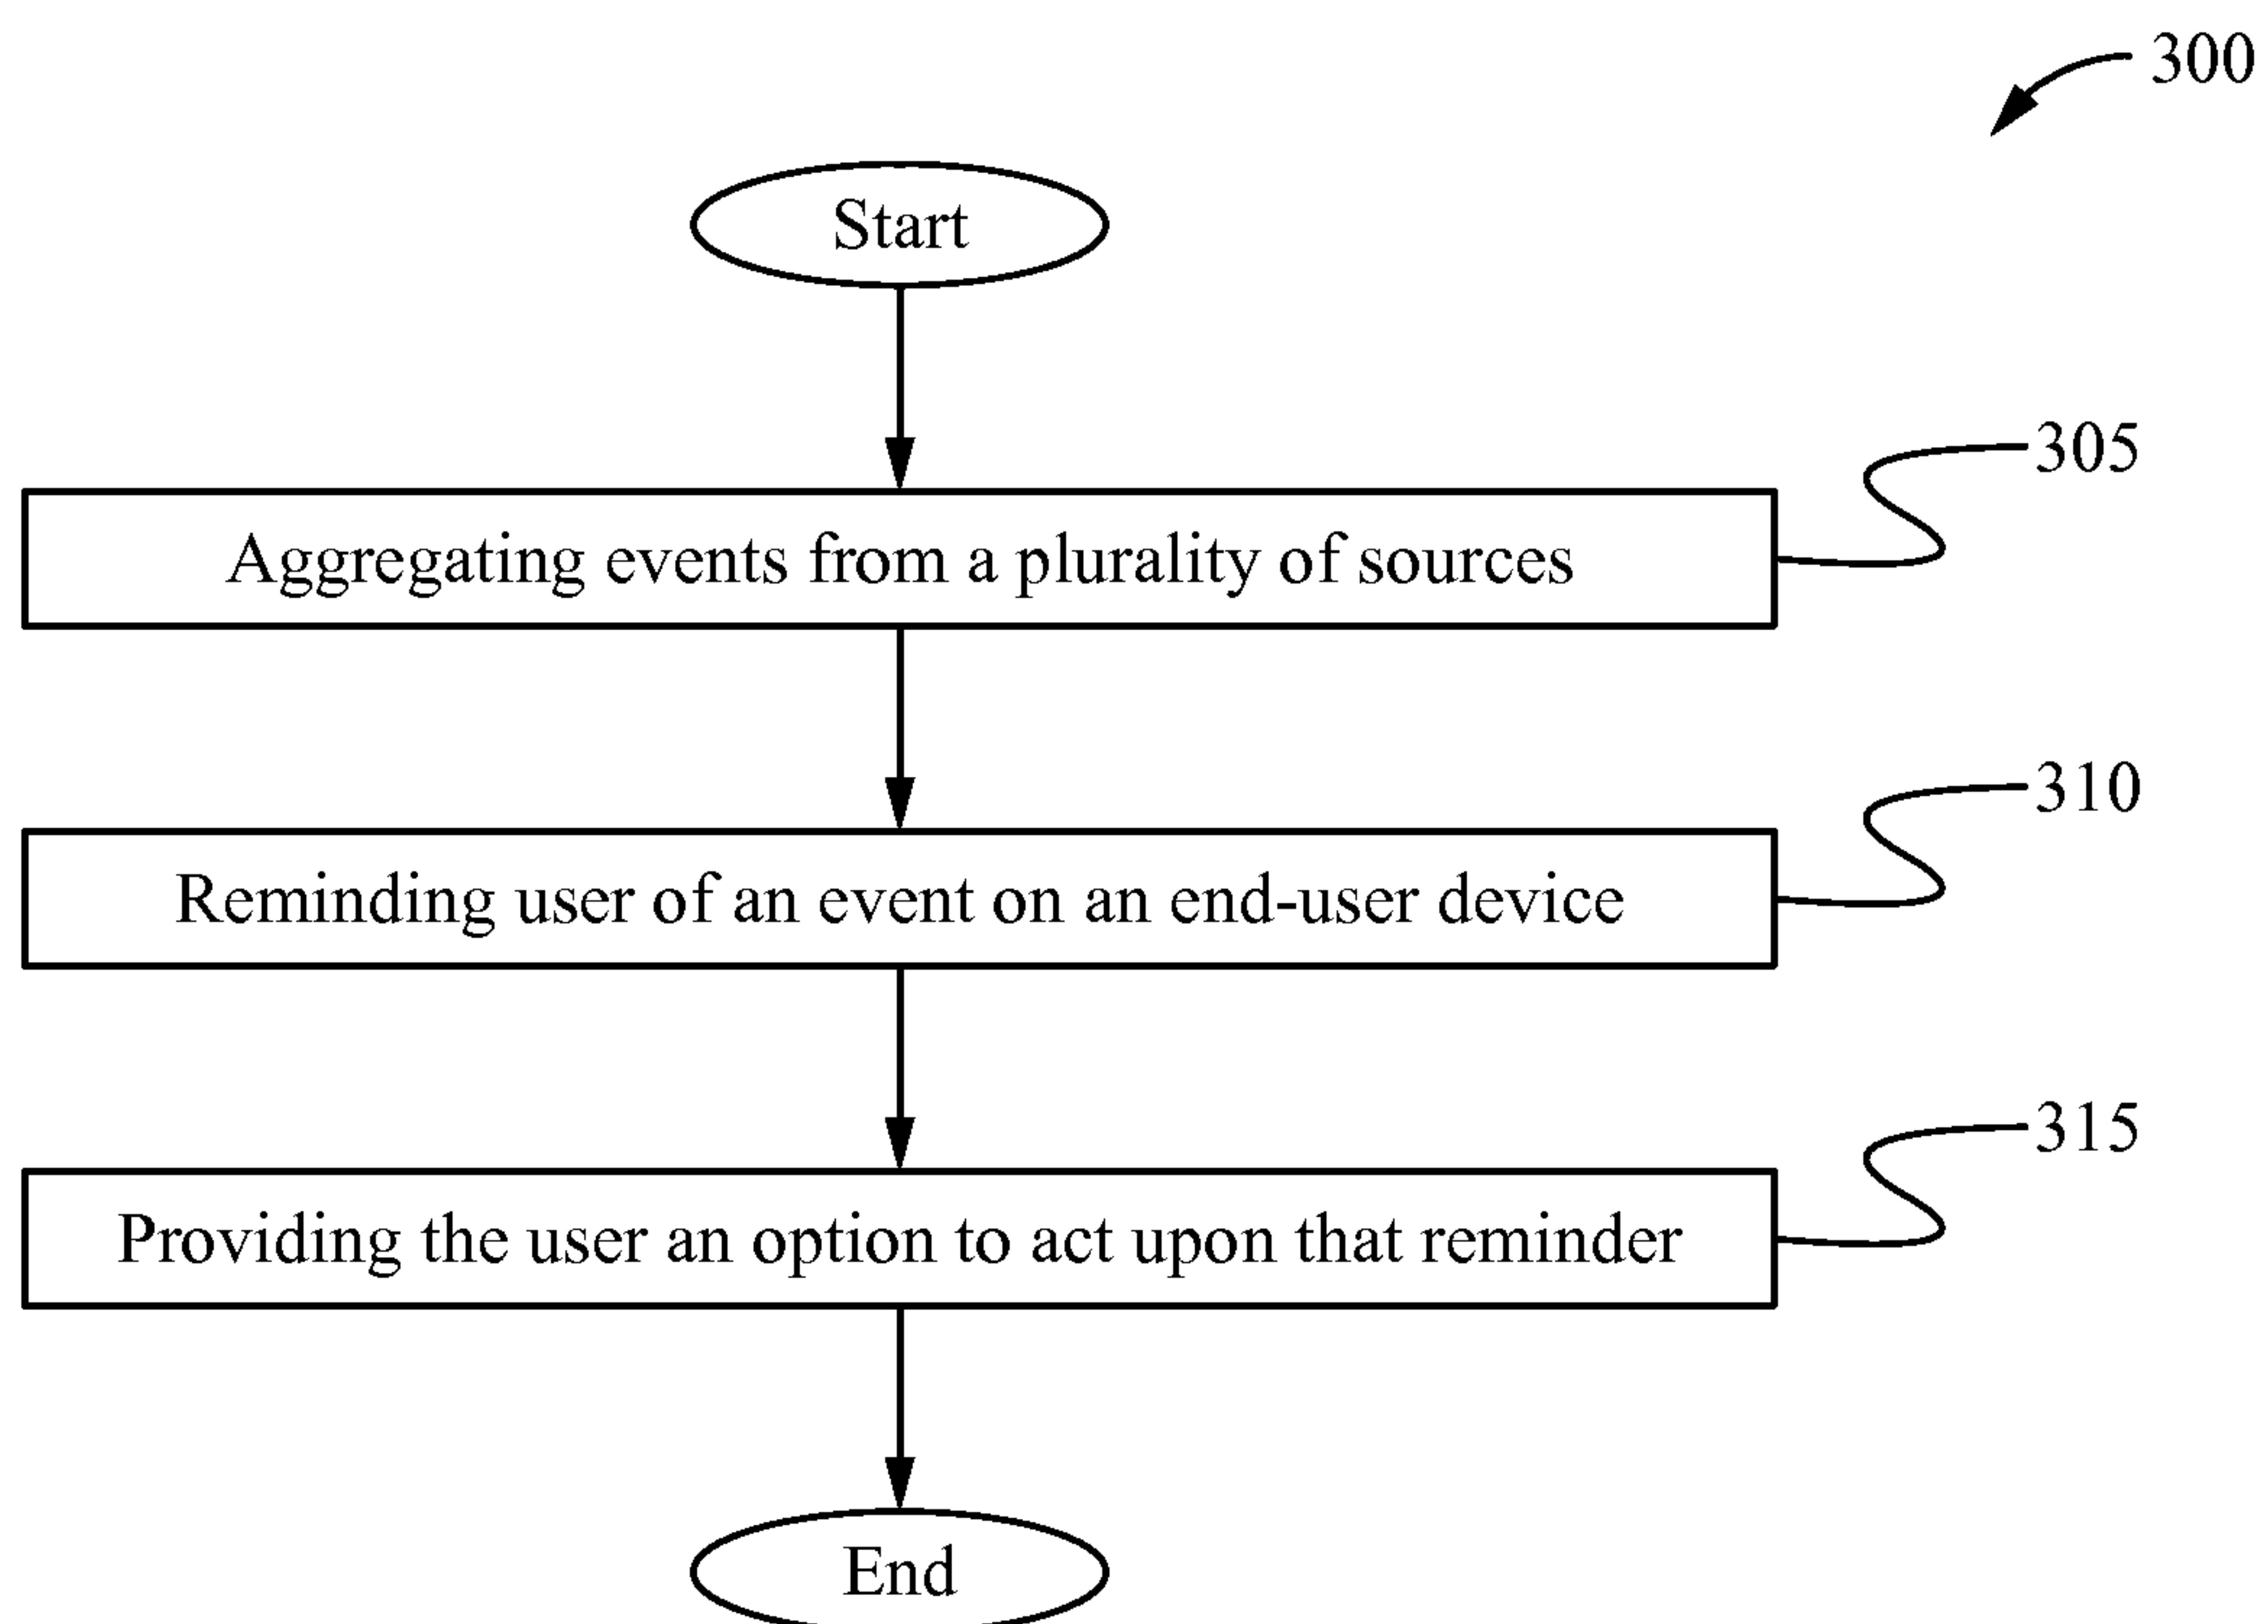 300
Start
305
Aggregating events from a plurality of sources
310
Reminding user of an event on an end-user device
315
Providing the user an option to act upon that reminder
End